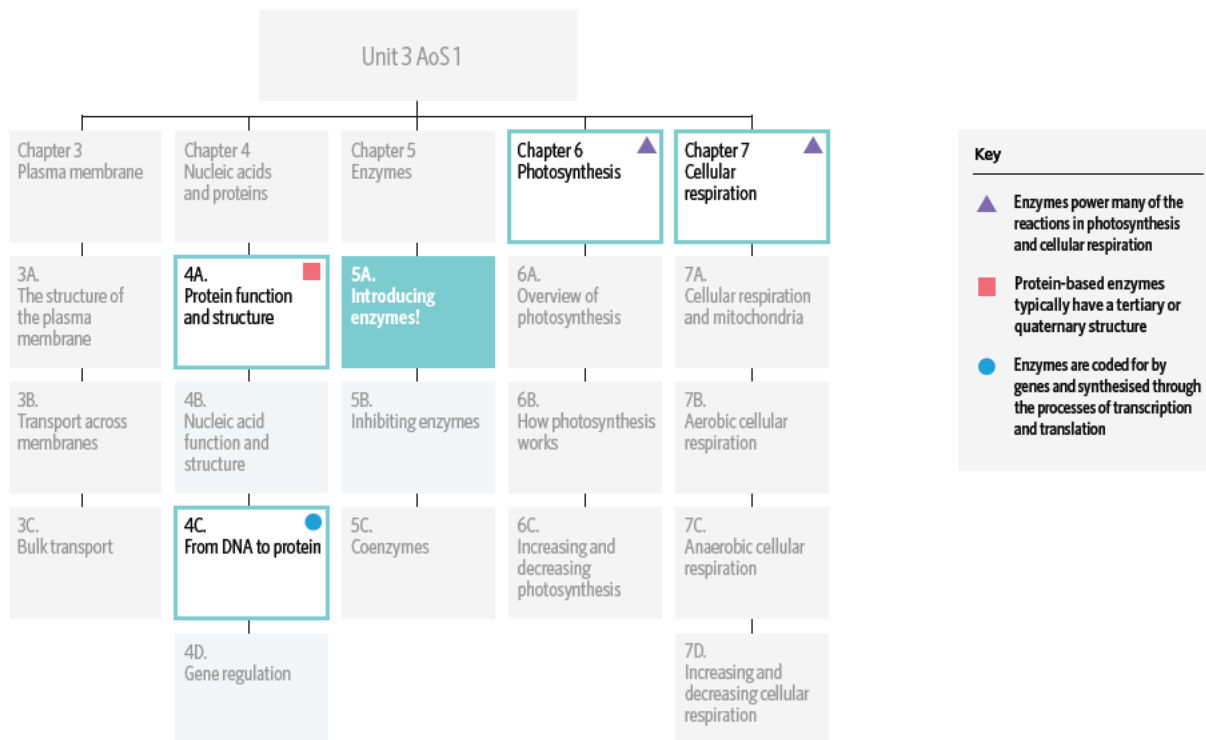 Unit 3 AoS 1
Chapter 3
Plasma membrane
Chapter 4
Nucleic acids
and proteins
Chapter 5
Enzymes
Chapter 6
Photosynthesis
Chapter 7
Cellular
respiration
3A.
The structure of
the plasma
membrane
4A.
Protein function
and structure
5A.
Introducing
enzymes!
6A.
Overview of
photosynthesis
7A.
Cellular respiration
and mitochondria
3B.
Transport across
membranes
4B.
Nucleic acid
function and
structure
5B.
Inhibiting enzymes
6B.
How photosynthesis
works
7B.
Aerobic cellular
respiration
3C.
Bulk transport
4C.
From DNA to protein
5C.
Coenzymes
6C.
Increasing and
decreasing
photosynthesis
7C.
Anaerobic cellular
respiration
4D.
Gene regulation
7D.
Increasing and
decreasing cellular
respiration
Key
Enzymes power many of the
reactions in photosynthesis
and cellular respiration
Protein-based enzymes
typically have a tertiary or
quaternary structure
Enzymes are coded for by
genes and synthesised through
the processes of transcription
and translation